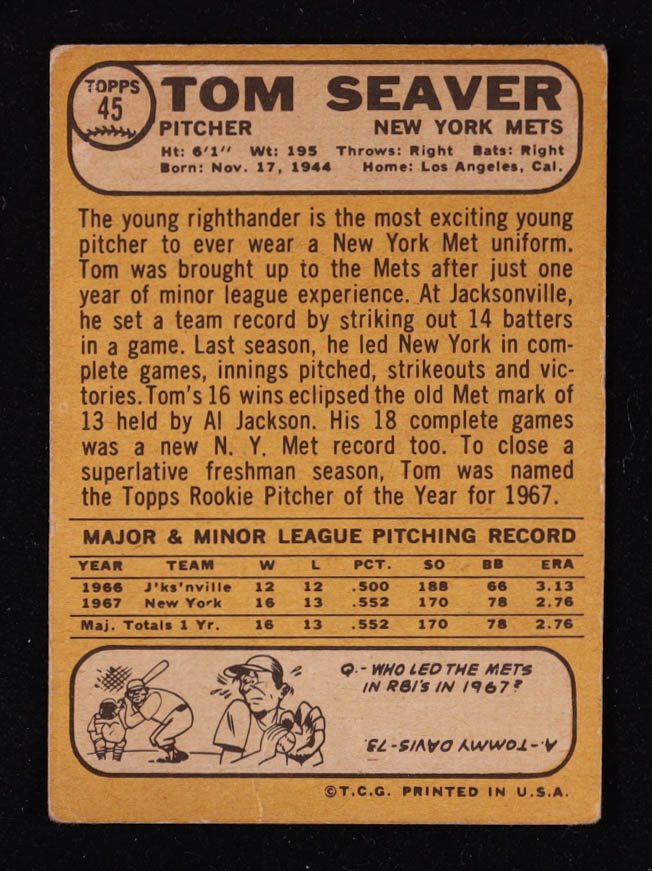 TOPPS
45
TOM SEAVER
PITCHER NEW YORK METS
Ht: 6'1" Wt: 195 Throws: Right Bats: Right
Born: Nov. 17, 1944 Home: Los Angeles, Cal.
The young righthander is the most exciting young
pitcher to ever wear a New York Met uniform.
Tom was brought up to the Mets after just one
year of minor league experience. At Jacksonville,
he set a team record by striking out 14 batters
in a game. Last season, he led New York in com-
plete games, innings pitched, strikeouts and vic-
tories. Tom's 16 wins eclipsed the old Met mark of
13 held by Al Jackson. His 18 complete games
was a new N. Y. Met record too. To close a
superlative freshman season, Tom was named
the Topps Rookie Pitcher of the Year for 1967.
MAJOR & MINOR LEAGUE PITCHING RECORD
YEAR TEAM W L PCT. SO BB ERA
1966 J'ks'nville 12 12 .500 188 66 3.13
1967 New York 16 13 .552 170 78 2.76
Maj. Totals 1 Yr. 16 13 .552 170 78 2.76
Q.- WHO LED THE METS
IN RBI'S IN 1967?
A.- TOMMY DAVIS - 73.
©T.C.G. PRINTED IN U.S.A.